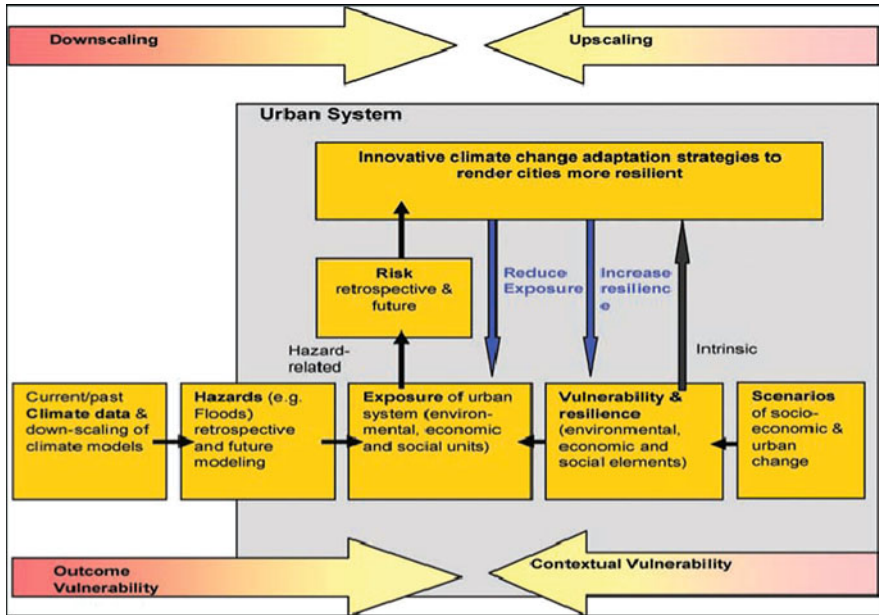 Downscaling
Upscaling
Urban System
Innovative climate change adaptation strategies to
render cities more resilient
Risk
retrospective &
future
Reduce
Exposure
Increase
resilienc
e
Hazard-
related
Intrinsic
Current/past
Climate data &
down-scaling of
climate models
Hazards (e.g.
Floods)
retrospective
and future
modeling
Exposure of urban
system (environ-
mental, economic
and social units)
Vulnerability &
resilience
(environmental,
economic and
social elements)
Scenarios
of socio-
economic &
urban
change
Outcome
Vulnerability
Contextual Vulnerability